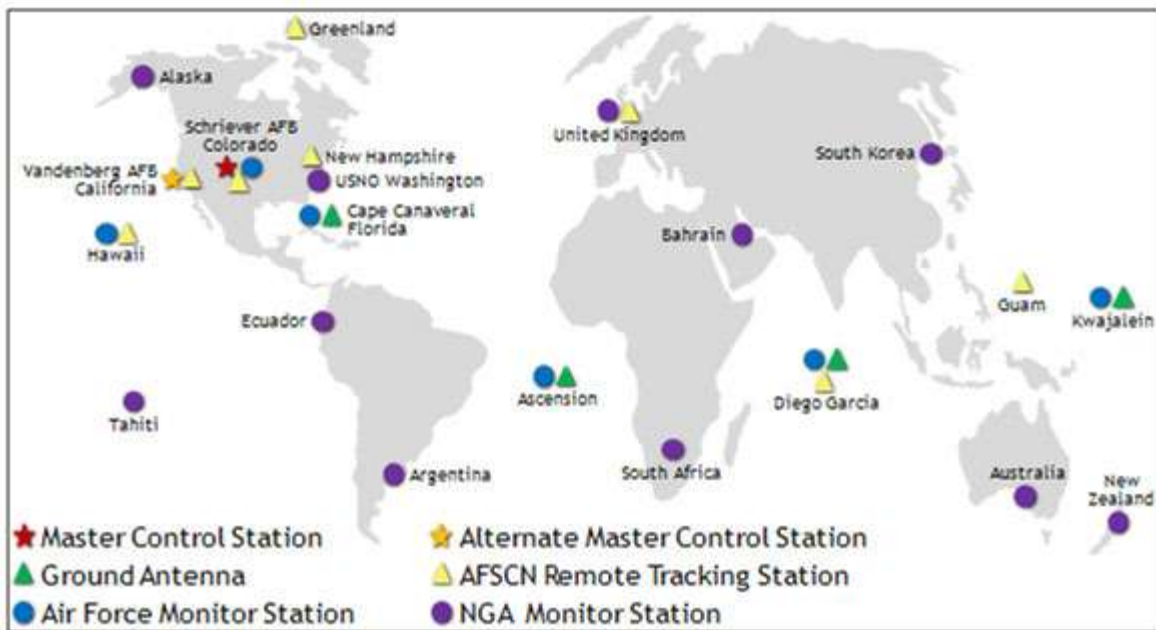 Greenland
Alaska
Schriever AFB
Colorado
United Kingdom
New Hampshire
South Korea
Vandenberg AFB
California
USNO Washington
Cape Canaveral
Florida
Bahrain
Hawaii
Guam
Ecuador
Kwajalein
Ascension
Diego Garcia
Tahiti
Argentina
South Africa
Australia
New
Zealand
Master Control Station
Alternate Master Control Station
Ground Antenna
AFSCN Remote Tracking Station
Air Force Monitor Station
NGA Monitor Station